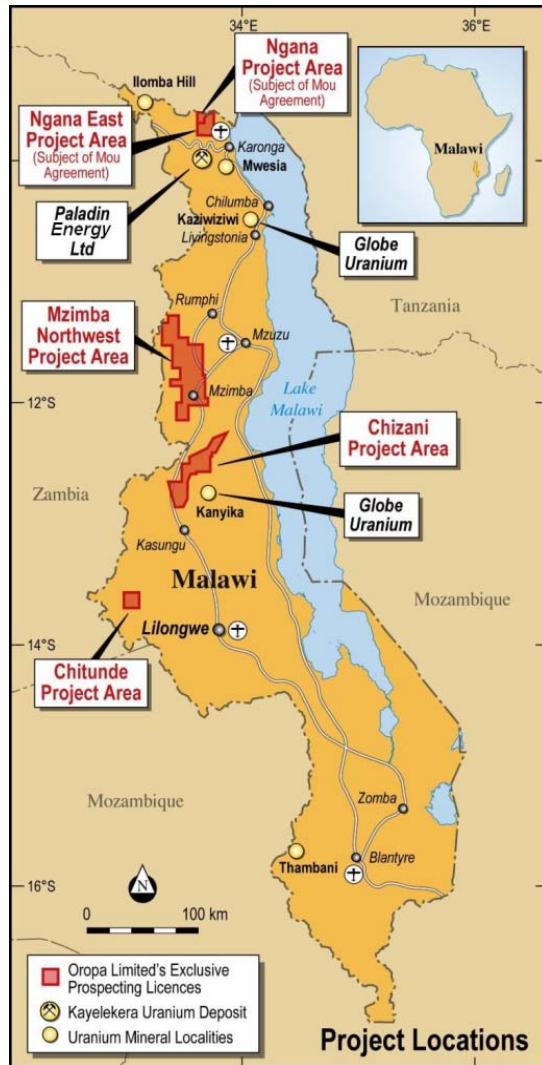 34°E
36°E
Ngana
Project Area
(Subject of Mou
Agreement)
Ilomba Hill
Ngana East
Project Area
(Subject of Mou
Agreement)
Karonga
Mwesia
Malawi
Paladin
Energy
Ltd
Chilumba
Kaziwiziwi
Livingstonia
Globe
Uranium
Tanzania
Rumphi
Mzimba
Northwest
Project Area
Mzuzu
Mzimba
12°S
Lake
Malawi
Chizani
Project Area
Zambia
Kanyika
Globe
Uranium
Kasungu
Malawi
Mozambique
Lilongwe
14°S
Chitunde
Project Area
Mozambique
Zomba
Thambani
Blantyre
16°S
N
0 100 km
Oropa Limited's Exclusive
Prospecting Licences
Kayelekera Uranium Deposit
Uranium Mineral Localities
Project Locations